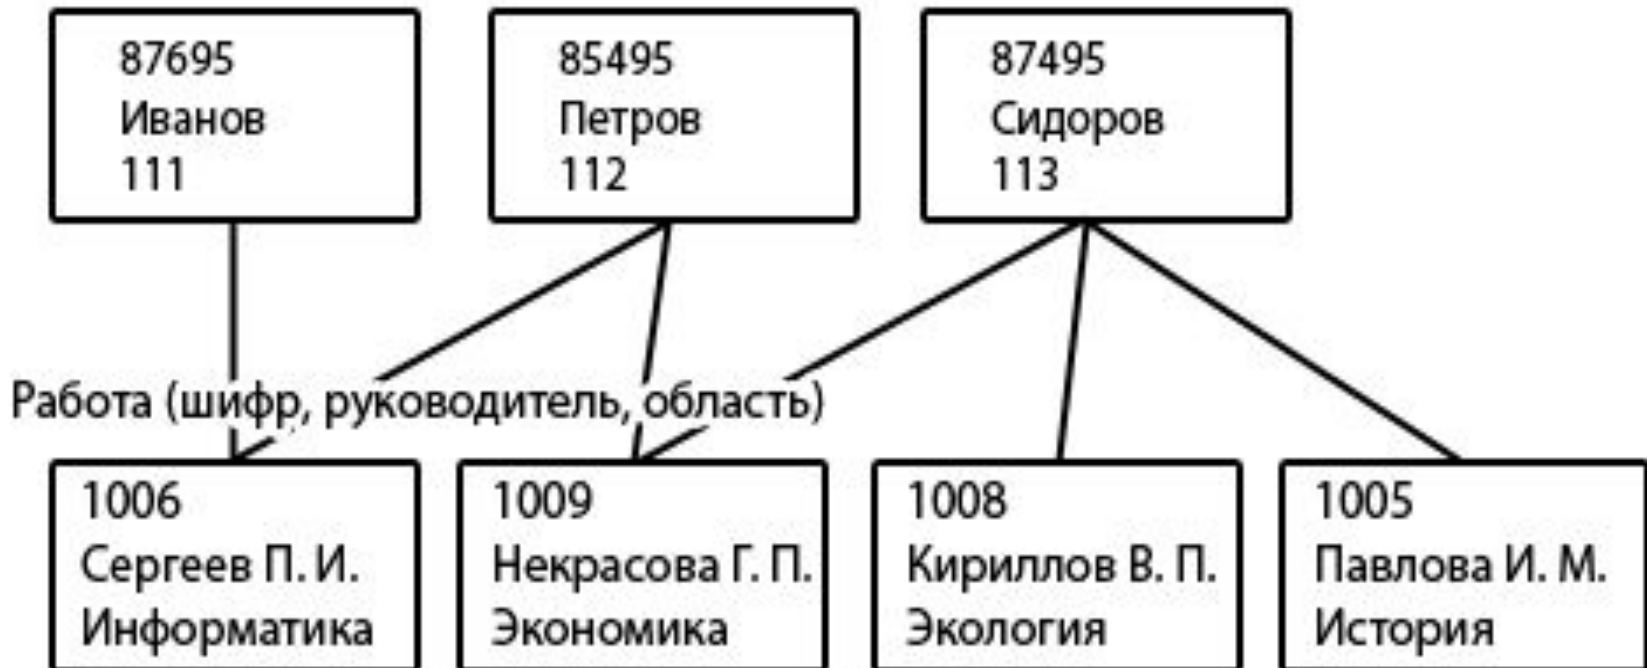 87695
Иванов
111
85495
Петров
112
87495
Сидоров
113
Работа (шифр, руководитель, область)
1006
Сергеев П. И.
Информатика
1009
Некрасова Г. П.
Экономика
1008
Кириллов В. П.
Экология
1005
Павлова И. М.
История